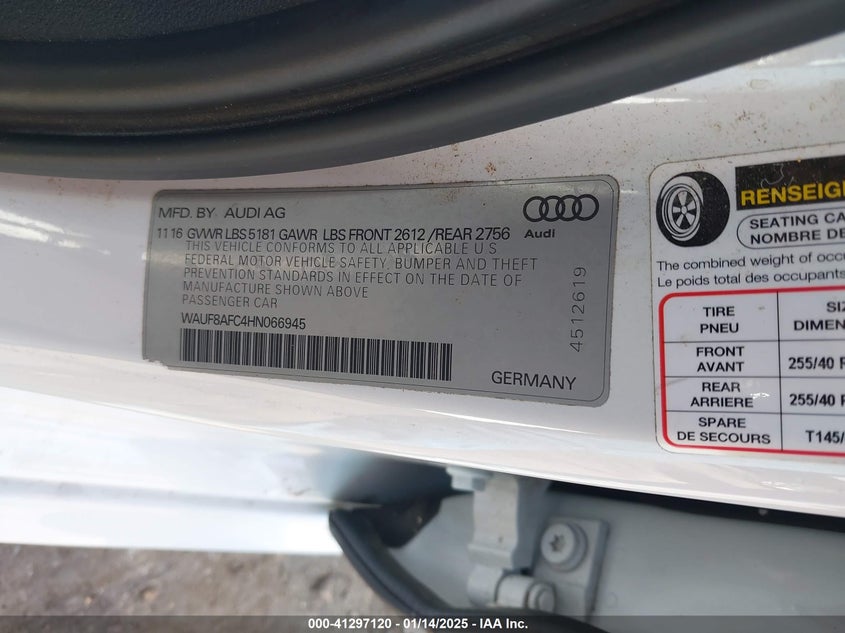 MFD. BY AUDI AG
Audi
11 16 GVWR LBS 5181 GAWR LBS FRONT 2612 /REAR 2756
THIS VEHICLE CONFORMS TO ALL APPLICABLE U S
FEDERAL MOTOR VEHICLE SAFETY, BUMPER AND THEFT
PREVENTION STANDARDS IN EFFECT ON THE DATE OF
MANUFACTURE SHOWN ABOVE
PASSENGER CAR
WAUF8AFC4HN066945
4512619
GERMANY
RENSEIG
SEATING CA
NOMBRE DE
The combined weight of occu
Le poids total des occupants
TIRE
PNEU
SIZ
DIMEN
FRONT
AVANT
255/40 R
REAR
ARRIERE
255/40 R
SPARE
DE SECOURS
T145/
000-41297120 — 01/14/2025 — IAA Inc.